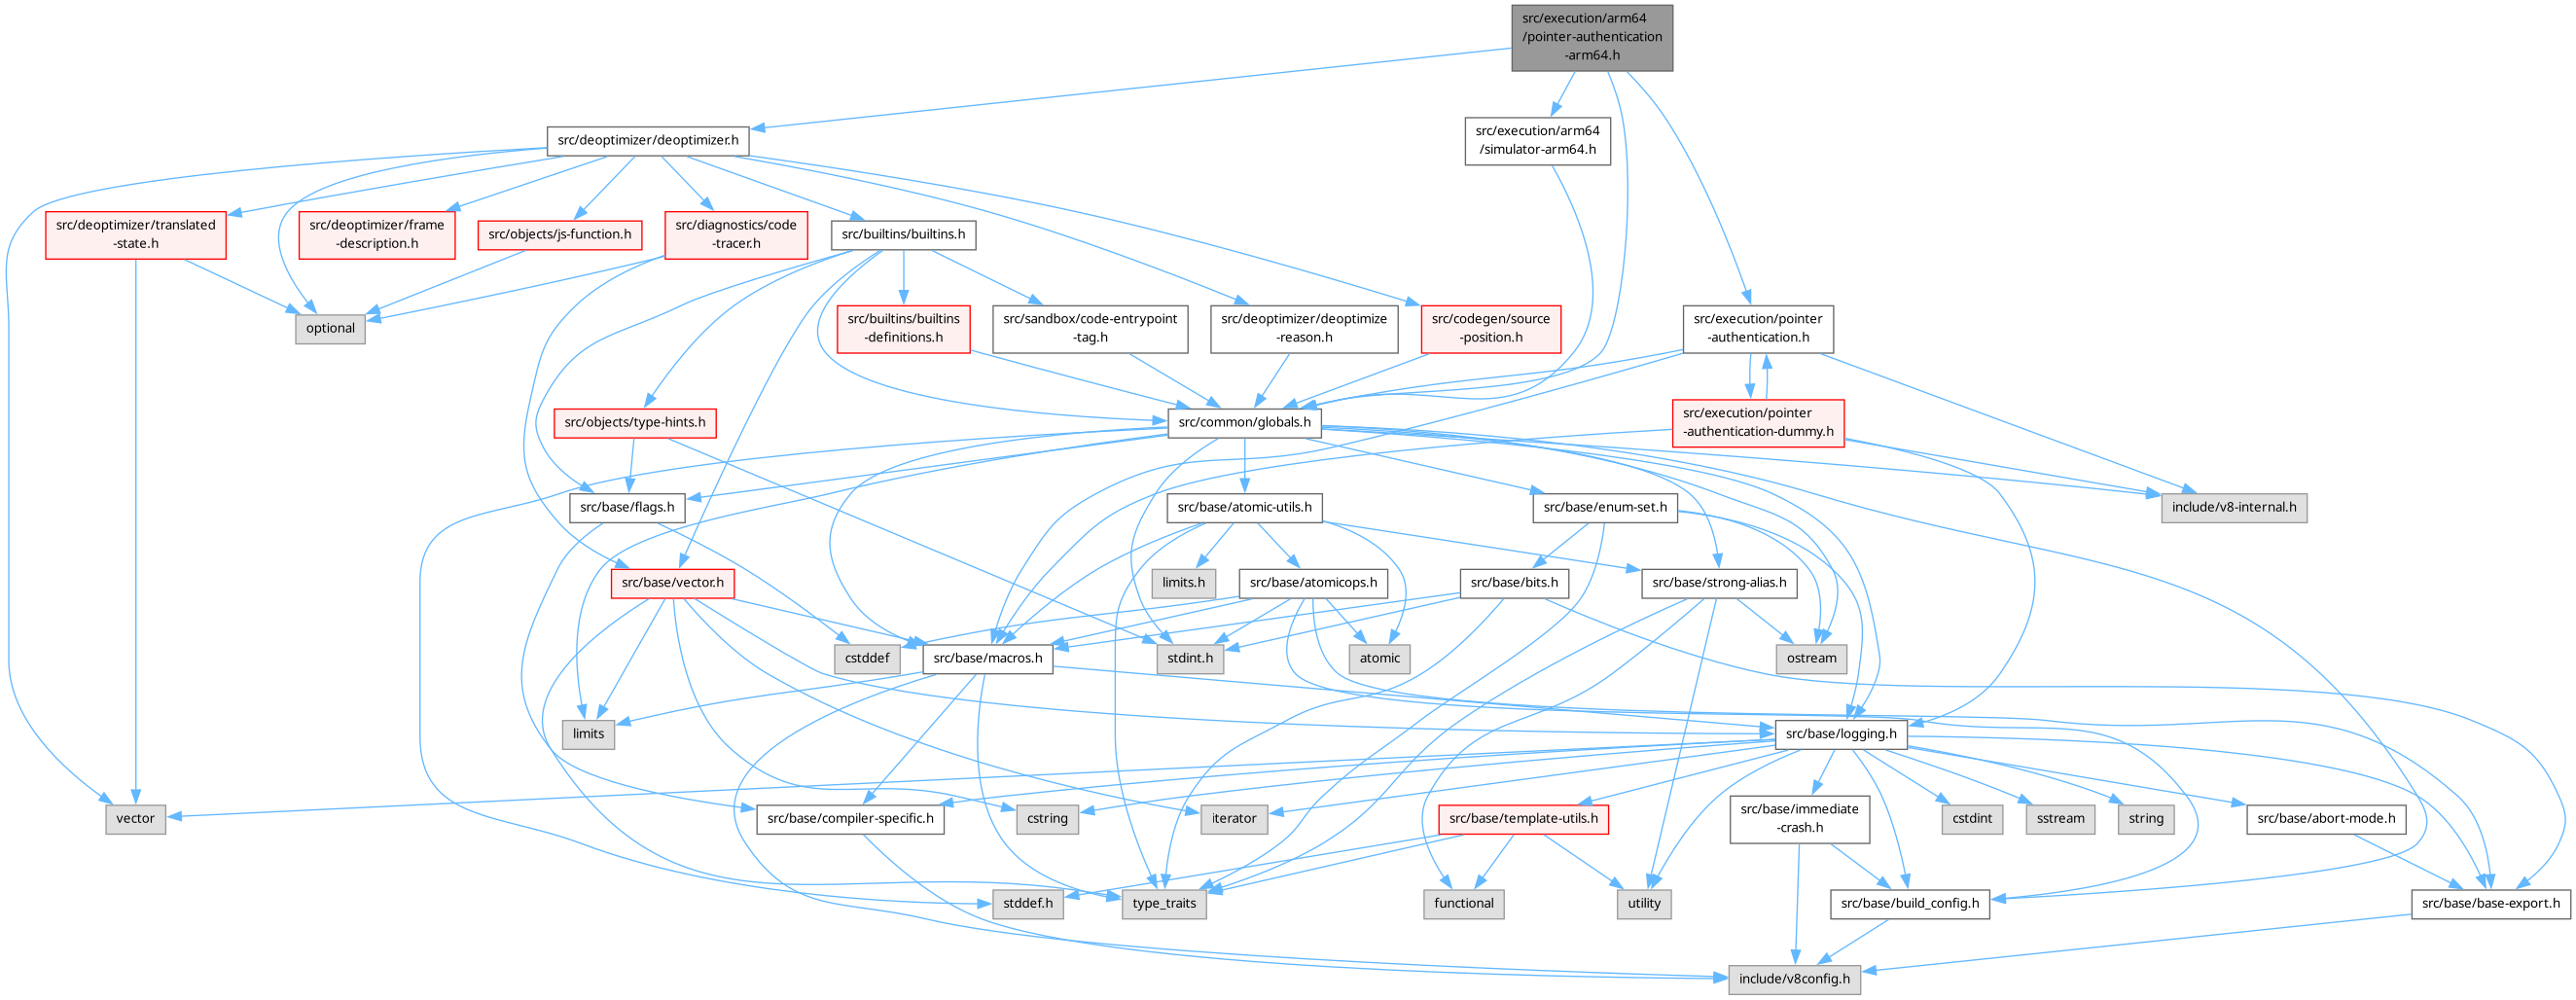 src/execution/arm64
/pointer-authentication
-arm64.h
src/deoptimizer/deoptimizer.h
src/execution/arm64
/simulator-arm64.h
src/deoptimizer/translated
-state.h
src/deoptimizer/frame
-description.h
src/objects/js-function.h
src/diagnostics/code
-tracer.h
src/builtins/builtins.h
optional
src/builtins/builtins
-definitions.h
src/sandbox/code-entrypoint
-tag.h
src/deoptimizer/deoptimize
-reason.h
src/codegen/source
-position.h
src/execution/pointer
-authentication.h
src/objects/type-hints.h
src/common/globals.h
src/execution/pointer
-authentication-dummy.h
src/base/flags.h
src/base/atomic-utils.h
src/base/enum-set.h
include/v8-internal.h
src/base/vector.h
limits.h
src/base/atomicops.h
src/base/bits.h
src/base/strong-alias.h
cstddef
src/base/macros.h
stdint.h
atomic
ostream
limits
src/base/logging.h
vector
src/base/compiler-specific.h
cstring
iterator
src/base/template-utils.h
src/base/immediate
-crash.h
cstdint
sstream
string
src/base/abort-mode.h
stddef.h
type_traits
functional
utility
src/base/build_config.h
src/base/base-export.h
include/v8config.h